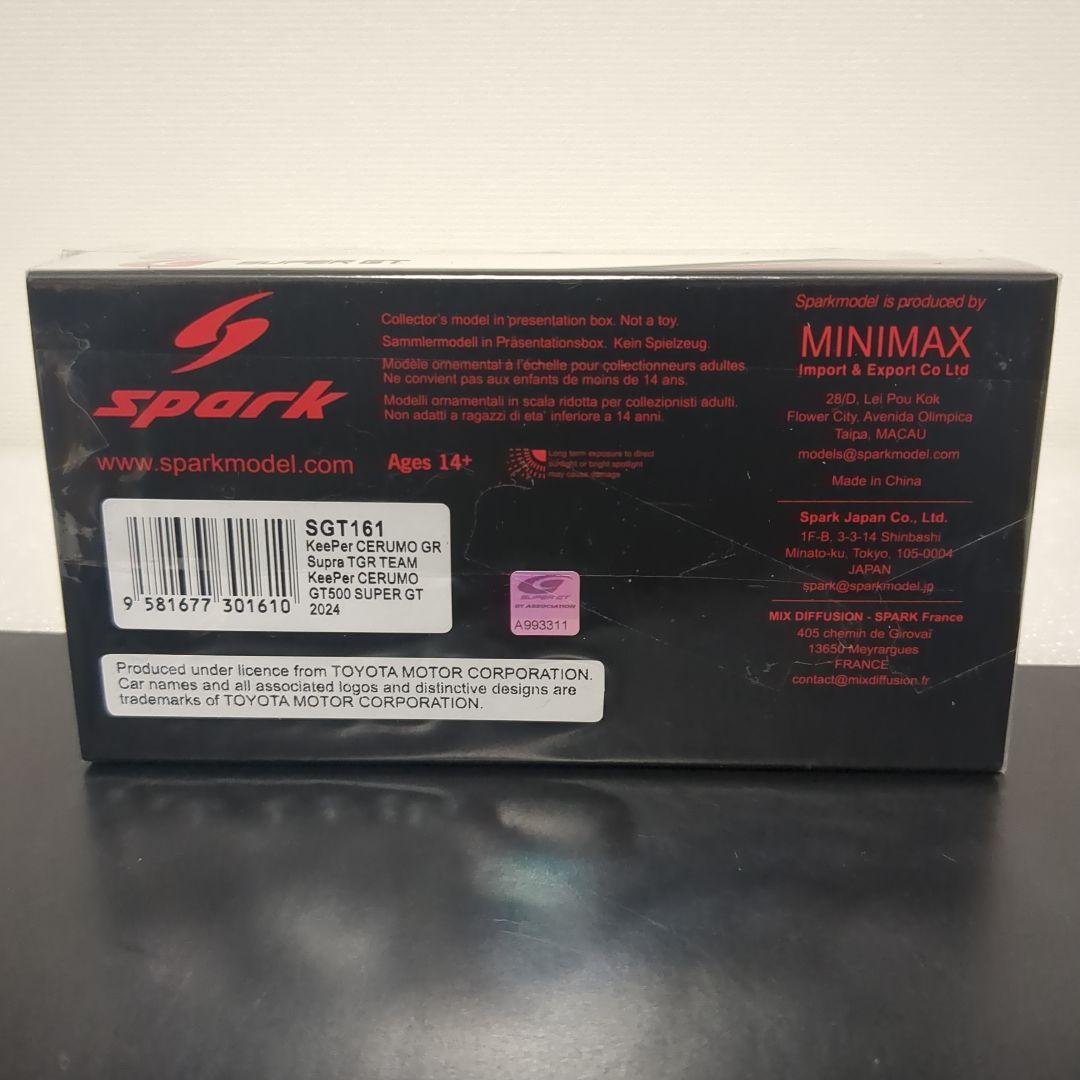 SUPER GT
spark
www.sparkmodel.com
Collector's model in presentation box. Not a toy.
Sammlermodell in Präsentationsbox. Kein Spielzeug.
Modèle ornemental à l'échelle pour collectionneurs adultes.
Ne convient pas aux enfants de moins de 14 ans.
Modelli ornamentali in scala ridotta per collezionisti adulti.
Non adatti a ragazzi di eta' inferiore a 14 anni.
Ages 14+
Long term exposure to direct
sunlight or bright spotlight
may cause damage
Sparkmodel is produced by
MINIMAX
Import & Export Co Ltd
28/D, Lei Pou Kok
Flower City, Avenida Olimpica
Taipa, MACAU
models@sparkmodel.com
Made in China
Spark Japan Co., Ltd.
1F-B, 3-3-14 Shinbashi
Minato-ku, Tokyo, 105-0004
JAPAN
spark@sparkmodel.jp
MIX DIFFUSION - SPARK France
405 chemin de Girovaï
13650 Meyrargues
FRANCE
contact@mixdiffusion.fr
SGT161
KeePer CERUMO GR
Supra TGR TEAM
KeePer CERUMO
GT500 SUPER GT
2024
9 581677 301610
SUPER GT
GT ASSOCIATION
A993311
Produced under licence from TOYOTA MOTOR CORPORATION.
Car names and all associated logos and distinctive designs are
trademarks of TOYOTA MOTOR CORPORATION.